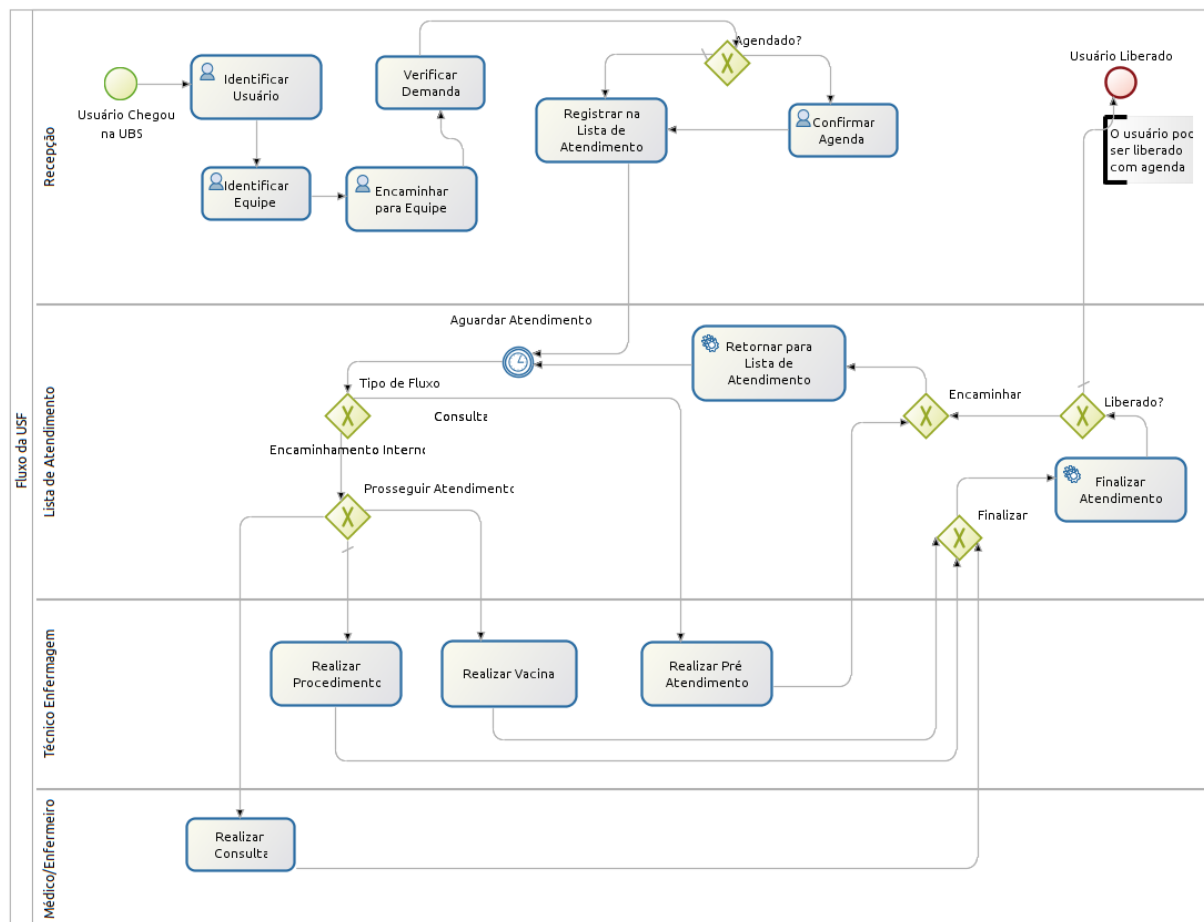 Fluxo da USF
Recepção
Usuário Chegou
na UBS
Identificar
Usuário
Identificar
Equipe
Encaminhar
para Equipe
Verificar
Demanda
Agendado?
Registrar na
Lista de
Atendimento
Confirmar
Agenda
Usuário Liberado
O usuário pod
ser liberado
com agenda
Lista de Atendimento
Aguardar Atendimento
Tipo de Fluxo
Consulta
Encaminhamento Interno
Prosseguir Atendimento
Retornar para
Lista de
Atendimento
Encaminhar
Liberado?
Finalizar
Atendimento
Finalizar
Técnico Enfermagem
Realizar
Procedimento
Realizar Vacina
Realizar Pré
Atendimento
Médico/Enfermeiro
Realizar
Consulta